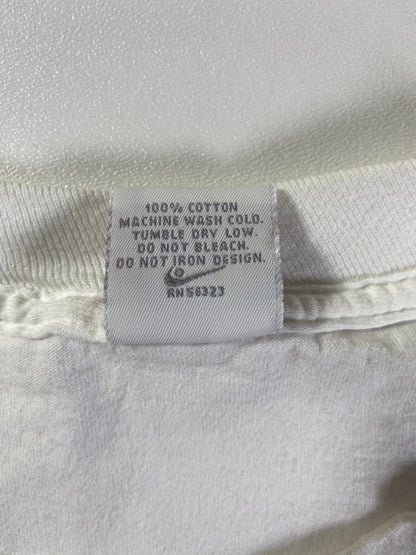 100% COTTON
MACHINE WASH COLD.
TUMBLE DRY LOW.
DO NOT BLEACH.
DO NOT IRON DESIGN.
®
RN56323